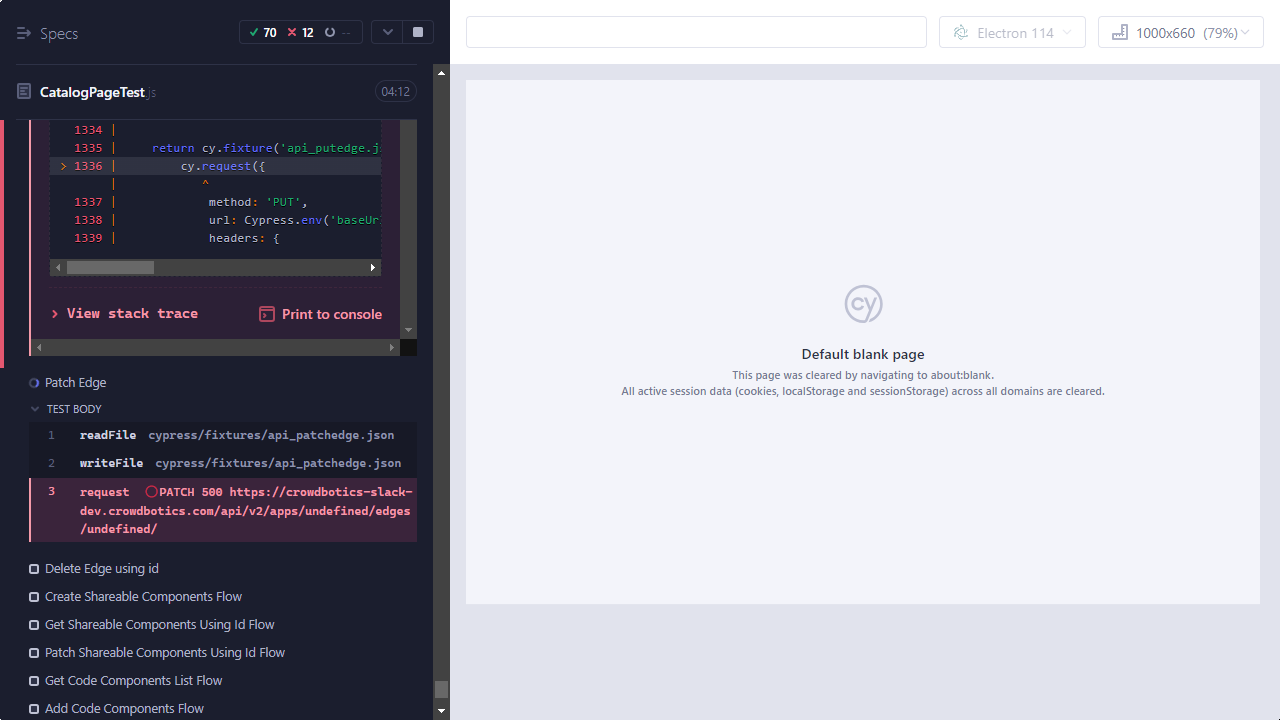 Specs
70 12 --
Electron 114
1000x660 (79%)
CatalogPageTest.js
04:12
1334 |
1335 | return cy.fixture('api_putedge.j
> 1336 | cy.request({
| ^
1337 | method: 'PUT',
1338 | url: Cypress.env('baseUr
1339 | headers: {
View stack trace
Print to console
Patch Edge
TEST BODY
1 readFile cypress/fixtures/api_patchedge.json
2 writeFile cypress/fixtures/api_patchedge.json
3 request PATCH 500 https://crowdbotics-slack-
dev.crowdbotics.com/api/v2/apps/undefined/edges
/undefined/
Delete Edge using id
Create Shareable Components Flow
Get Shareable Components Using Id Flow
Patch Shareable Components Using Id Flow
Get Code Components List Flow
Add Code Components Flow
cy
Default blank page
This page was cleared by navigating to about:blank.
All active session data (cookies, localStorage and sessionStorage) across all domains are cleared.